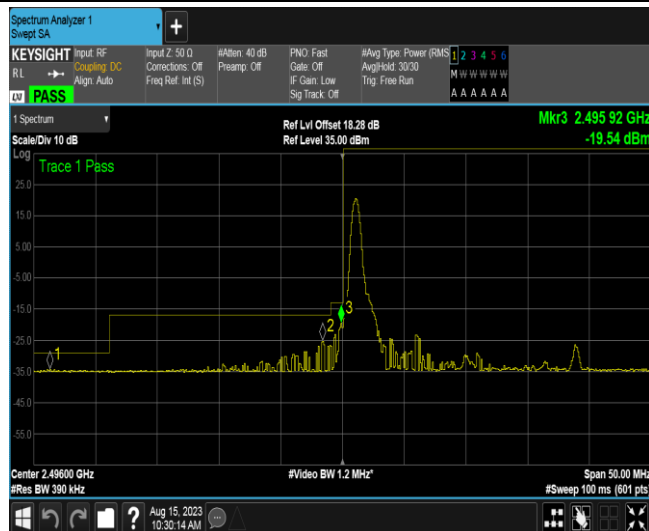 Spectrum Analyzer 1
Swept SA
+
KEYSIGHT
RL
LXI PASS
Input: RF
Coupling: DC
Align: Auto
Input Z: 50 Ω
Corrections: Off
Freq Ref: Int (S)
#Atten: 40 dB
Preamp: Off
PNO: Fast
Gate: Off
IF Gain: Low
Sig Track: Off
#Avg Type: Power (RMS
Avg|Hold: 30/30
Trig: Free Run
1 2 3 4 5 6
M W W W W W
A A A A A A
1 Spectrum
Scale/Div 10 dB
Ref Lvl Offset 18.28 dB
Ref Level 35.00 dBm
Mkr3 2.495 92 GHz
-19.54 dBm
Log
Trace 1 Pass
25.0
15.0
5.00
-5.00
-15.0
-25.0
-35.0
-45.0
-55.0
1
2
3
Center 2.49600 GHz
#Res BW 390 kHz
#Video BW 1.2 MHz*
Span 50.00 MHz
#Sweep 100 ms (601 pts)
?
Aug 15, 2023
10:30:14 AM